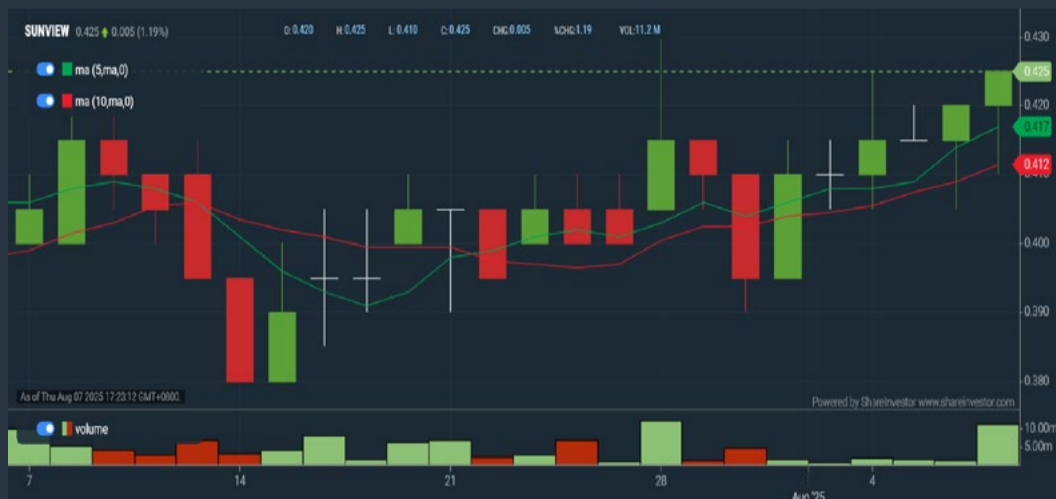 SUNVIEW 0.425 0.005 (1.19%) O: 0.420 H: 0.425 L: 0.410 C: 0.425 CHG:0.005 %CHG:1.19 VOL:11.2 M
ma (5,ma,0)
ma (10,ma,0)
0.430
0.425
0.420
0.417
0.412
0.410
0.400
0.390
0.380
As of Thu Aug 07 2025 17:23:12 GMT+0800.
Powered by ShareInvestor www.shareinvestor.com
volume
10.00m
5.00m
7 14 21 28 4
Aug '25